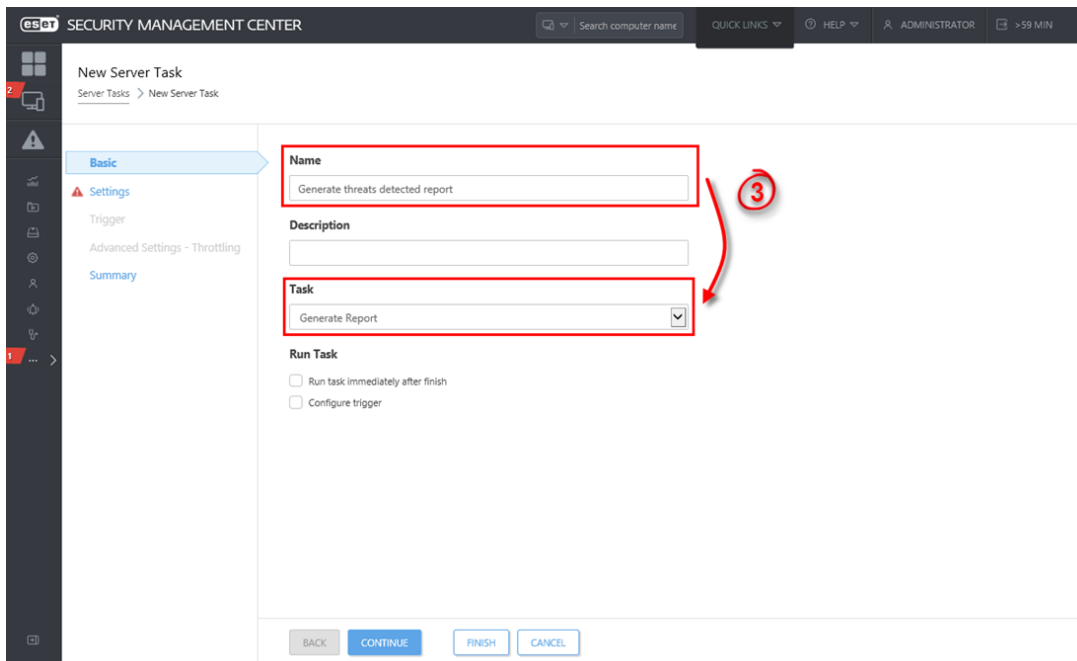 eset SECURITY MANAGEMENT CENTER
Search computer name
QUICK LINKS
HELP
ADMINISTRATOR
>59 MIN
New Server Task
Server Tasks > New Server Task
2
1
...
Basic
Settings
Trigger
Advanced Settings - Throttling
Summary
Name
Generate threats detected report
3
Description
Task
Generate Report
Run Task
Run task immediately after finish
Configure trigger
BACK
CONTINUE
FINISH
CANCEL